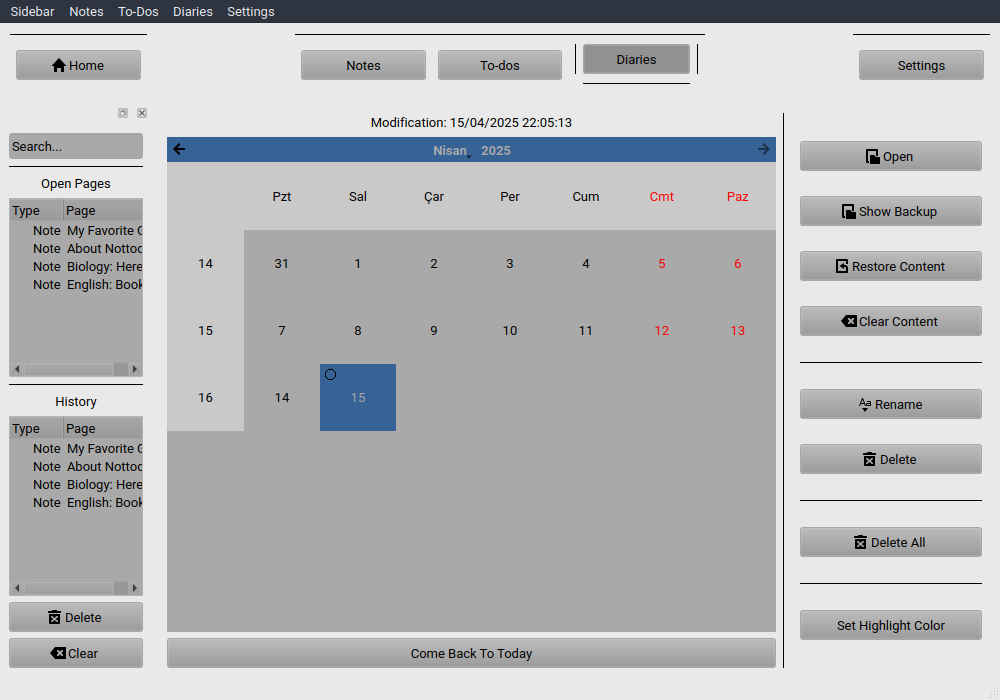 Sidebar Notes To-Dos Diaries Settings
Home
Notes
To-dos
Diaries
Settings
Search...
Open Pages
Type Page
Note My Favorite
Note About Nottoc
Note Biology: Here
Note English: Book
History
Type Page
Note My Favorite
Note About Nottoc
Note Biology: Here
Note English: Book
Delete
Clear
Modification: 15/04/2025 22:05:13
Nisan 2025
Pzt Sal Çar Per Cum Cmt Paz
14 31 1 2 3 4 5 6
15 7 8 9 10 11 12 13
16 14 15
Come Back To Today
Open
Show Backup
Restore Content
Clear Content
Aa Rename
Delete
Delete All
Set Highlight Color